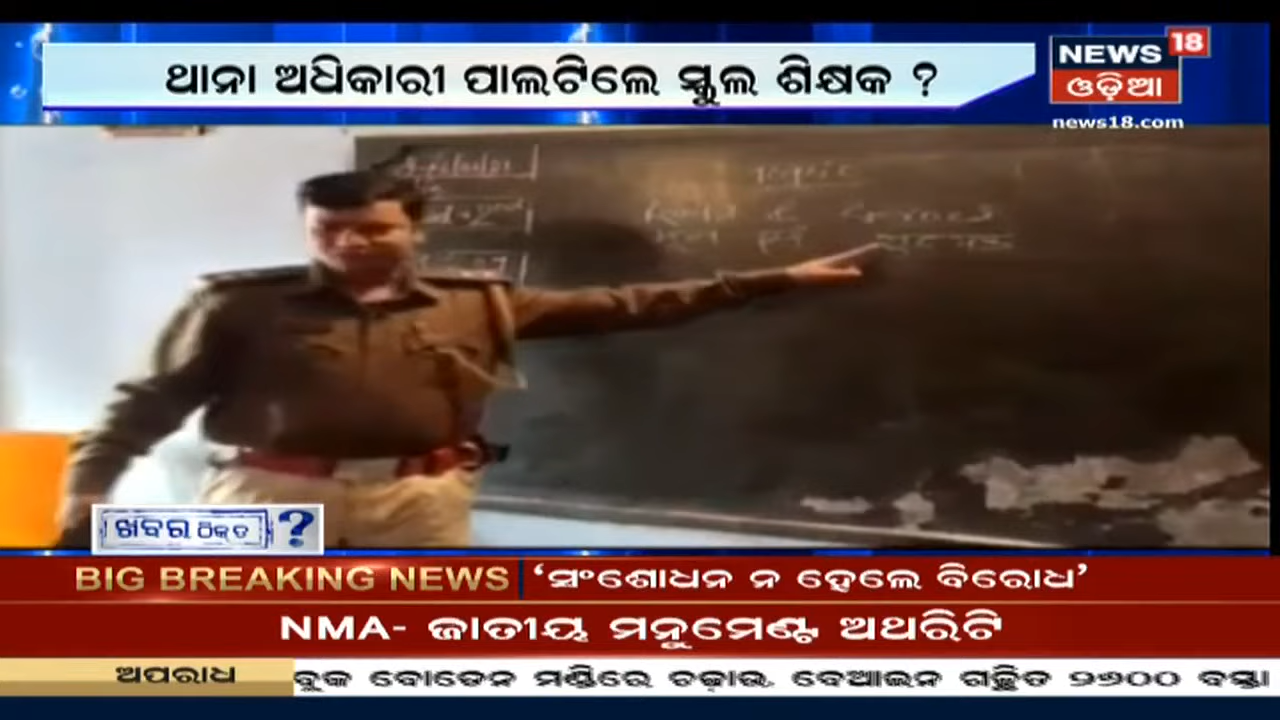 ଥାନା ଅଧିକାରୀ ପାଲଟିଲେ ସ୍କୁଲ ଶିକ୍ଷକ ?
NEWS 18
ଓଡ଼ିଆ
news18.com
ଖବର ଠିକ୍ ତ ?
BIG BREAKING NEWS 'ସଂଶୋଧନ ନ ହେଲେ ବିରୋଧ'
NMA- ଜାତୀୟ ମନୁମେଣ୍ଟ ଅଥରିଟି
ଅପରାଧ ବୁକ ବୋଡେନ ମଣ୍ଡିରେ ଚଢ଼ାଉ, ବେଆଇନ ଗଚ୍ଛିତ ୨୬୦୦ ବସ୍ତା